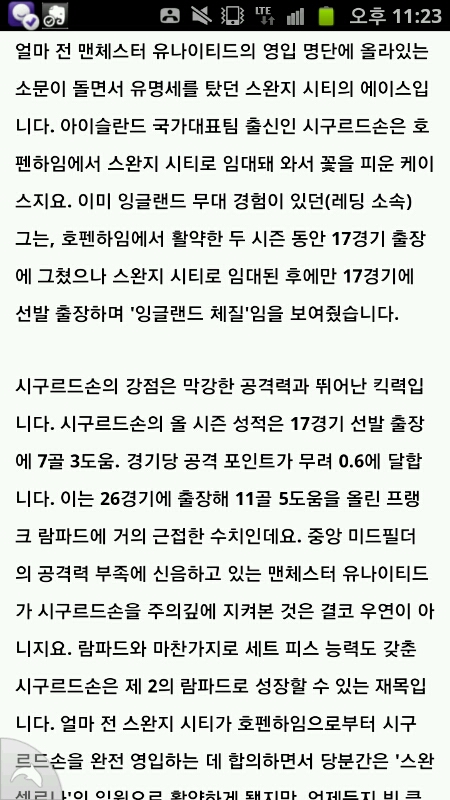 LTE
오후 11:23
얼마 전 맨체스터 유나이티드의 영입 명단에 올라있는
소문이 돌면서 유명세를 탔던 스완지 시티의 에이스입
니다. 아이슬란드 국가대표팀 출신인 시구르드손은 호
펜하임에서 스완지 시티로 임대돼 와서 꽃을 피운 케이
스지요. 이미 잉글랜드 무대 경험이 있던(레딩 소속)
그는, 호펜하임에서 활약한 두 시즌 동안 17경기 출장
에 그쳤으나 스완지 시티로 임대된 후에만 17경기에
선발 출장하며 '잉글랜드 체질'임을 보여줬습니다.
시구르드손의 강점은 막강한 공격력과 뛰어난 킥력입
니다. 시구르드손의 올 시즌 성적은 17경기 선발 출장
에 7골 3도움. 경기당 공격 포인트가 무려 0.6에 달합
니다. 이는 26경기에 출장해 11골 5도움을 올린 프랭
크 람파드에 거의 근접한 수치인데요. 중앙 미드필더
의 공격력 부족에 신음하고 있는 맨체스터 유나이티드
가 시구르드손을 주의깊에 지켜본 것은 결코 우연이 아
니지요. 람파드와 마찬가지로 세트 피스 능력도 갖춘
시구르드손은 제 2의 람파드로 성장할 수 있는 재목입
니다. 얼마 전 스완지 시티가 호펜하임으로부터 시구
르드손을 완전 영입하는 데 합의하면서 당분간은 '스완
셀로나'의 일원으로 활약하게 됐지만, 언제든지 빅 클